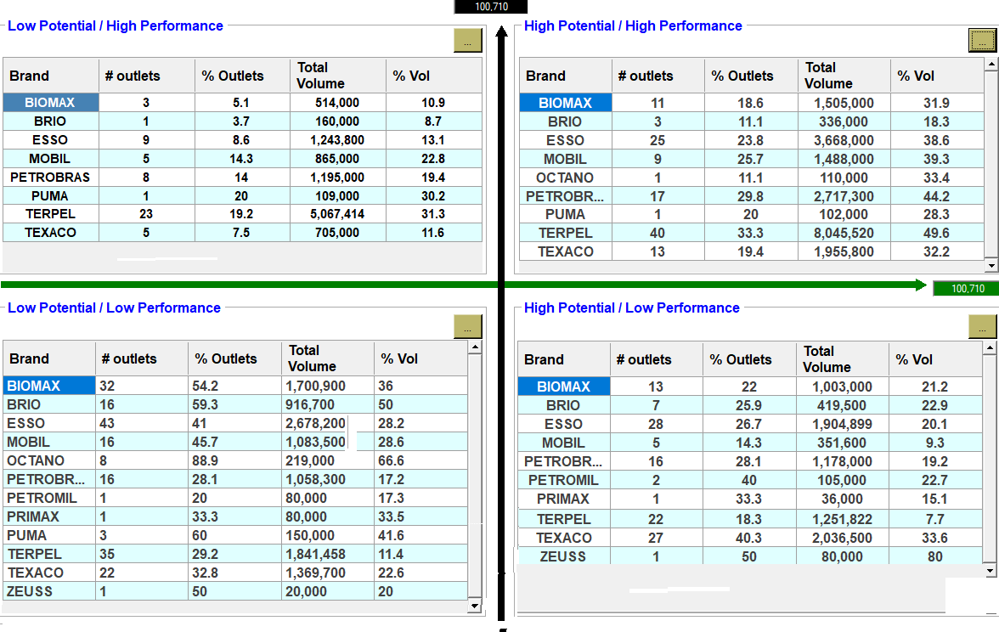 100,710
Low Potential / High Performance
...
Brand # outlets % Outlets Total Volume % Vol
BIOMAX 3 5.1 514,000 10.9
BRIO 1 3.7 160,000 8.7
ESSO 9 8.6 1,243,800 13.1
MOBIL 5 14.3 865,000 22.8
PETROBRAS 8 14 1,195,000 19.4
PUMA 1 20 109,000 30.2
TERPEL 23 19.2 5,067,414 31.3
TEXACO 5 7.5 705,000 11.6
High Potential / High Performance
...
Brand # outlets % Outlets Total Volume % Vol
BIOMAX 11 18.6 1,505,000 31.9
BRIO 3 11.1 336,000 18.3
ESSO 25 23.8 3,668,000 38.6
MOBIL 9 25.7 1,488,000 39.3
OCTANO 1 11.1 110,000 33.4
PETROBR... 17 29.8 2,717,300 44.2
PUMA 1 20 102,000 28.3
TERPEL 40 33.3 8,045,520 49.6
TEXACO 13 19.4 1,955,800 32.2
100,710
Low Potential / Low Performance
...
Brand # outlets % Outlets Total Volume % Vol
BIOMAX 32 54.2 1,700,900 36
BRIO 16 59.3 916,700 50
ESSO 43 41 2,678,200 28.2
MOBIL 16 45.7 1,083,500 28.6
OCTANO 8 88.9 219,000 66.6
PETROBR... 16 28.1 1,058,300 17.2
PETROMIL 1 20 80,000 17.3
PRIMAX 1 33.3 80,000 33.5
PUMA 3 60 150,000 41.6
TERPEL 35 29.2 1,841,458 11.4
TEXACO 22 32.8 1,369,700 22.6
ZEUSS 1 50 20,000 20
High Potential / Low Performance
...
Brand # outlets % Outlets Total Volume % Vol
BIOMAX 13 22 1,003,000 21.2
BRIO 7 25.9 419,500 22.9
ESSO 28 26.7 1,904,899 20.1
MOBIL 5 14.3 351,600 9.3
PETROBR... 16 28.1 1,178,000 19.2
PETROMIL 2 40 105,000 22.7
PRIMAX 1 33.3 36,000 15.1
TERPEL 22 18.3 1,251,822 7.7
TEXACO 27 40.3 2,036,500 33.6
ZEUSS 1 50 80,000 80